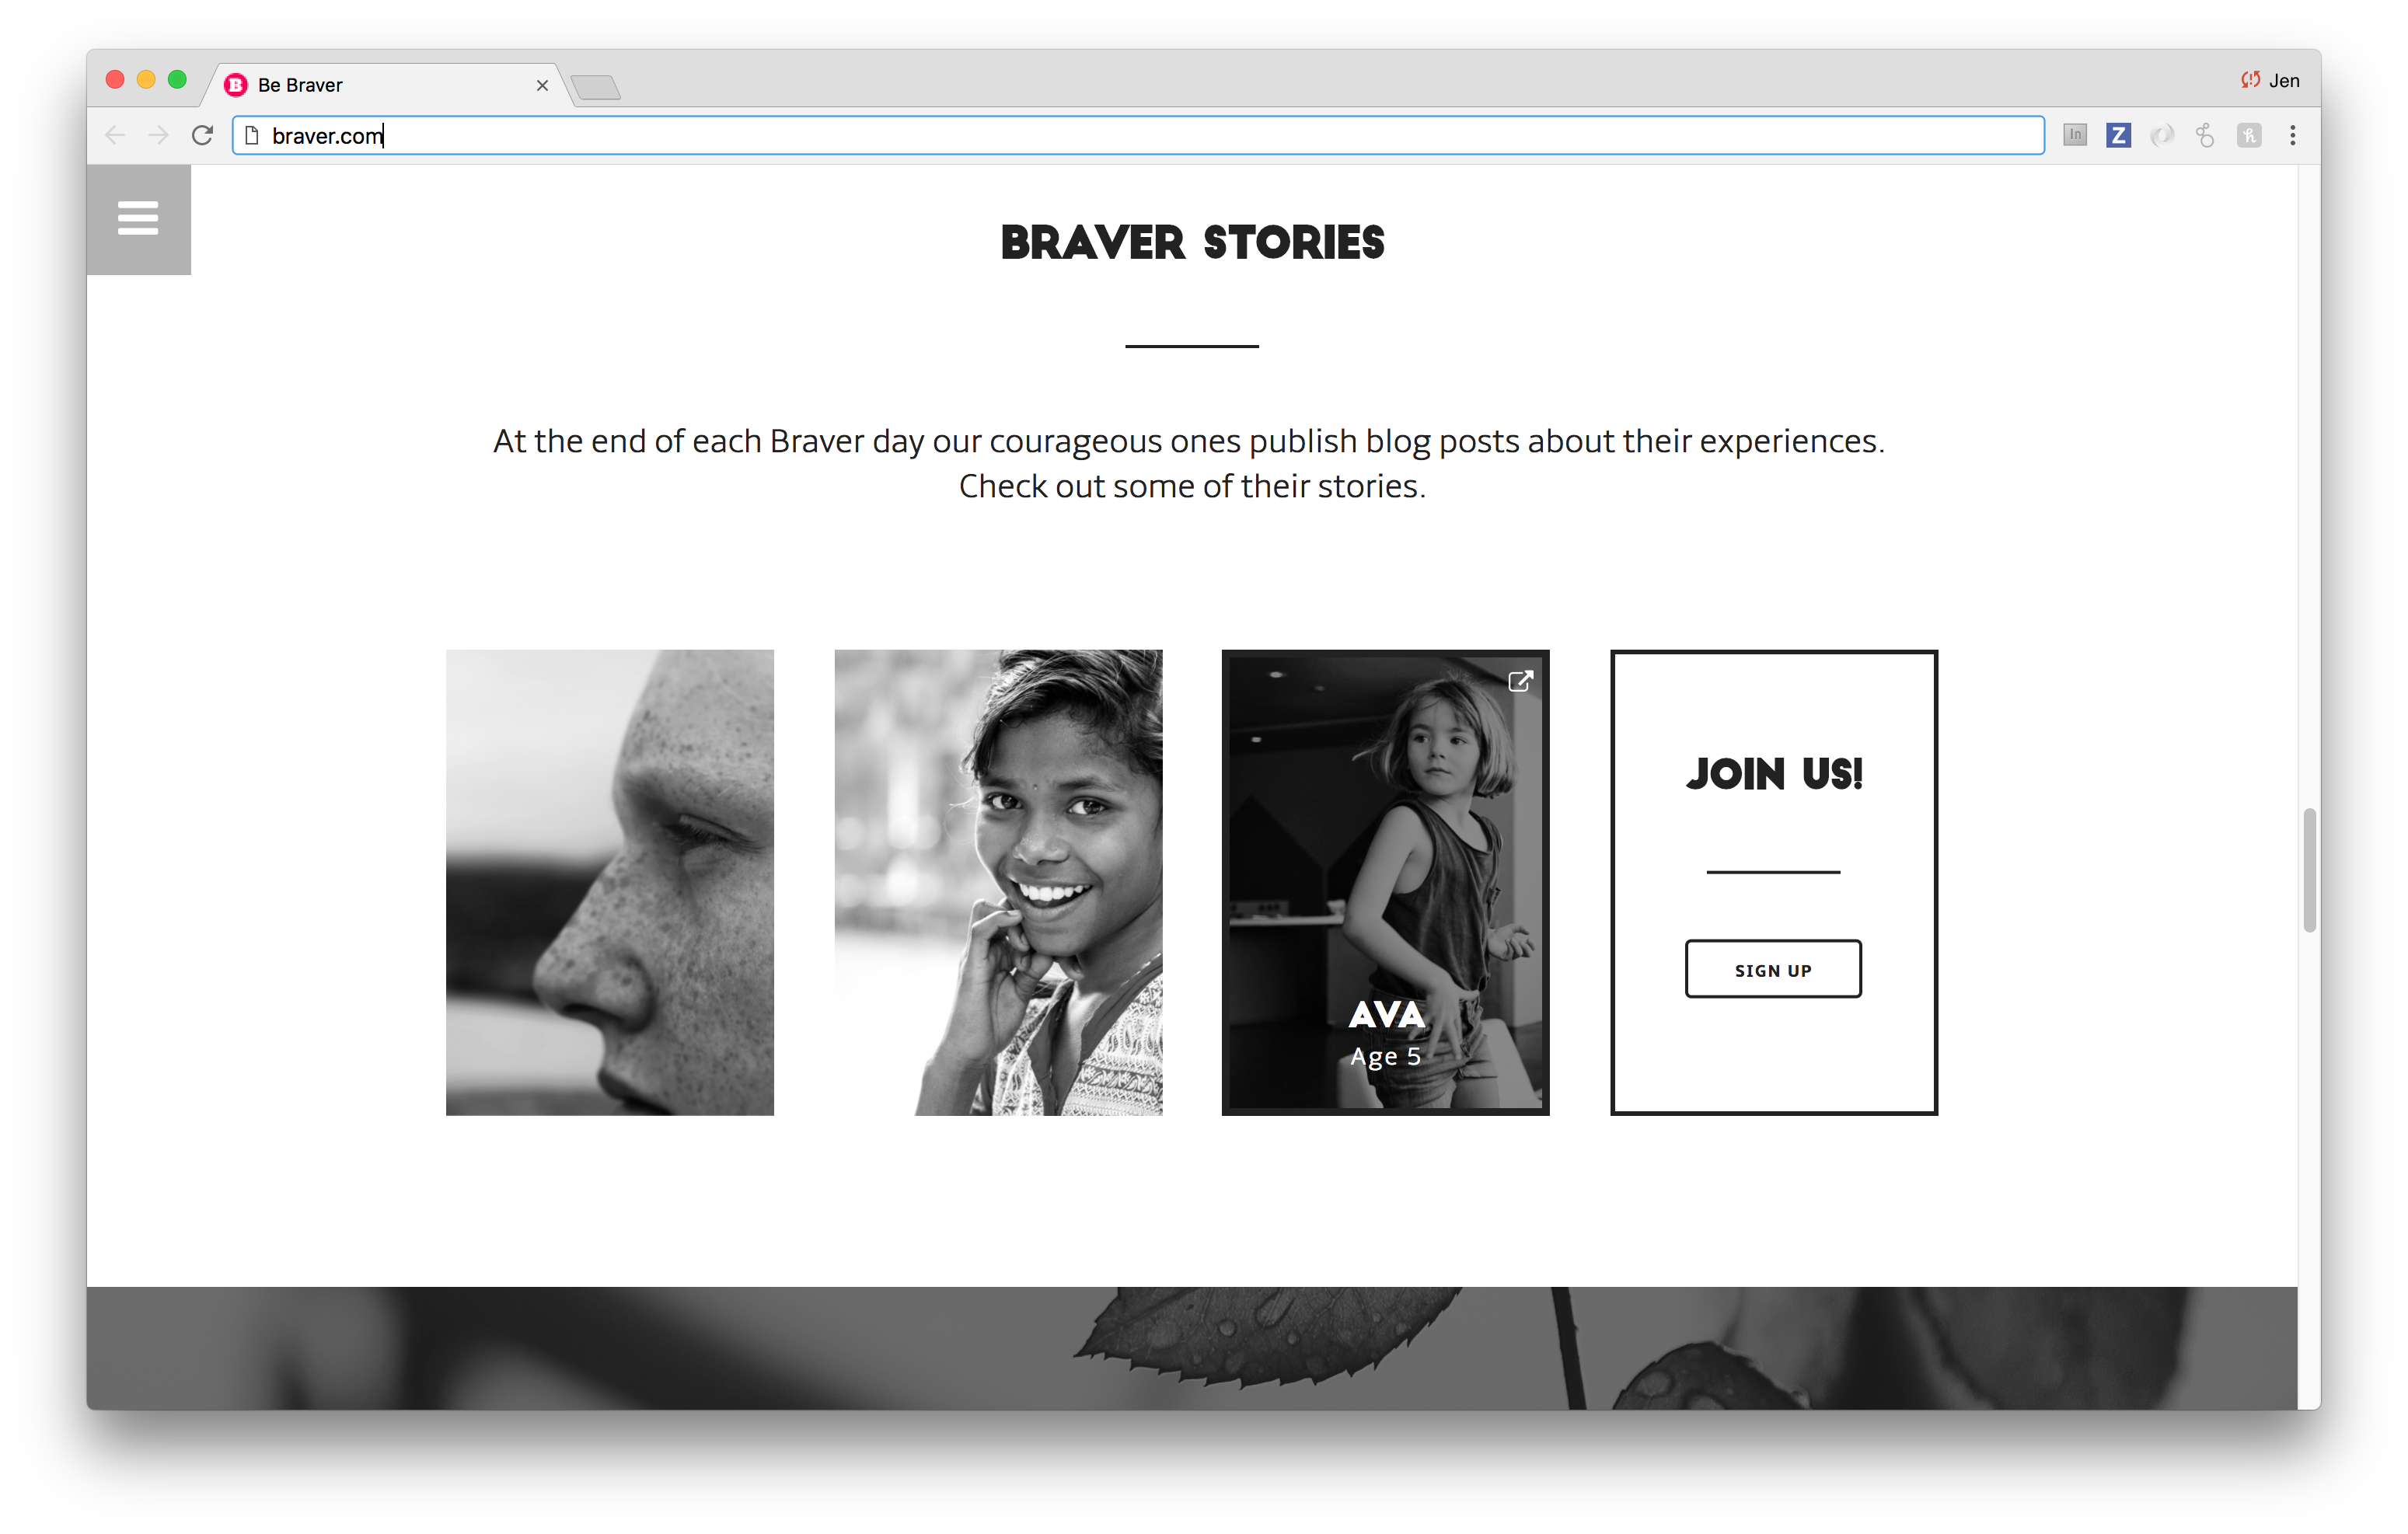 Be Braver
Jen
braver.com
In
Z
h
BRAVER STORIES
At the end of each Braver day our courageous ones publish blog posts about their experiences.
Check out some of their stories.
AVA
Age 5
JOIN US!
SIGN UP